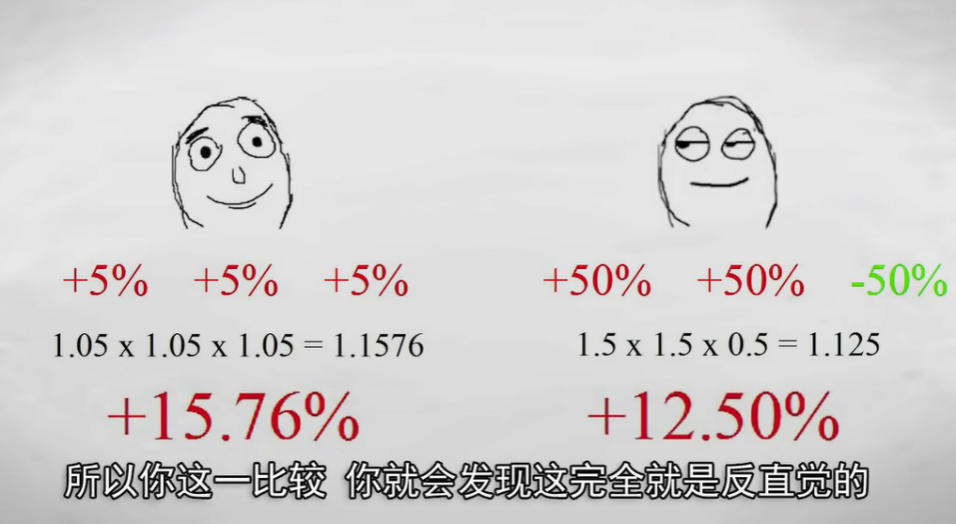 +5% +5% +5% +50% +50% -50%
1.05 x 1.05 x 1.05 = 1.1576 1.5 x 1.5 x 0.5 = 1.125
+15.76% +12.50%
所以你这一比较 你就会发现这完全就是反直觉的